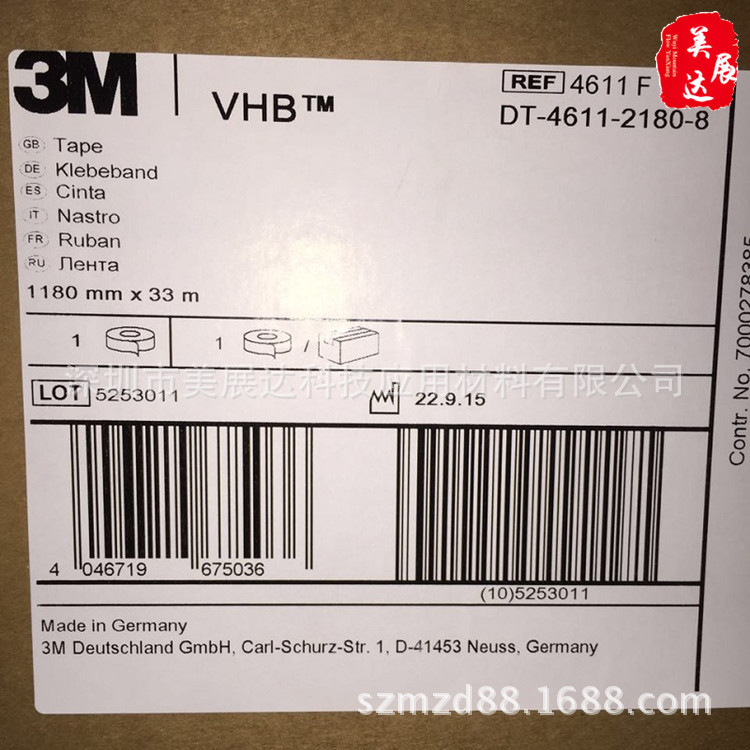 3M VHB™
REF 4611 F
DT-4611-2180-8
GB Tape
DE Klebeband
ES Cinta
IT Nastro
FR Ruban
RU Лента
1180 mm x 33 m
1 1 /
深圳市美展达科技应用材料有限公司
LOT 5253011 22.9.15
4 046719 675036
(10)5253011
Made in Germany
3M Deutschland GmbH, Carl-Schurz-Str. 1, D-41453 Neuss, Germany
Contr. No. 7000278385
美展达
Wuyi Mountain
szmzd88.1688.com